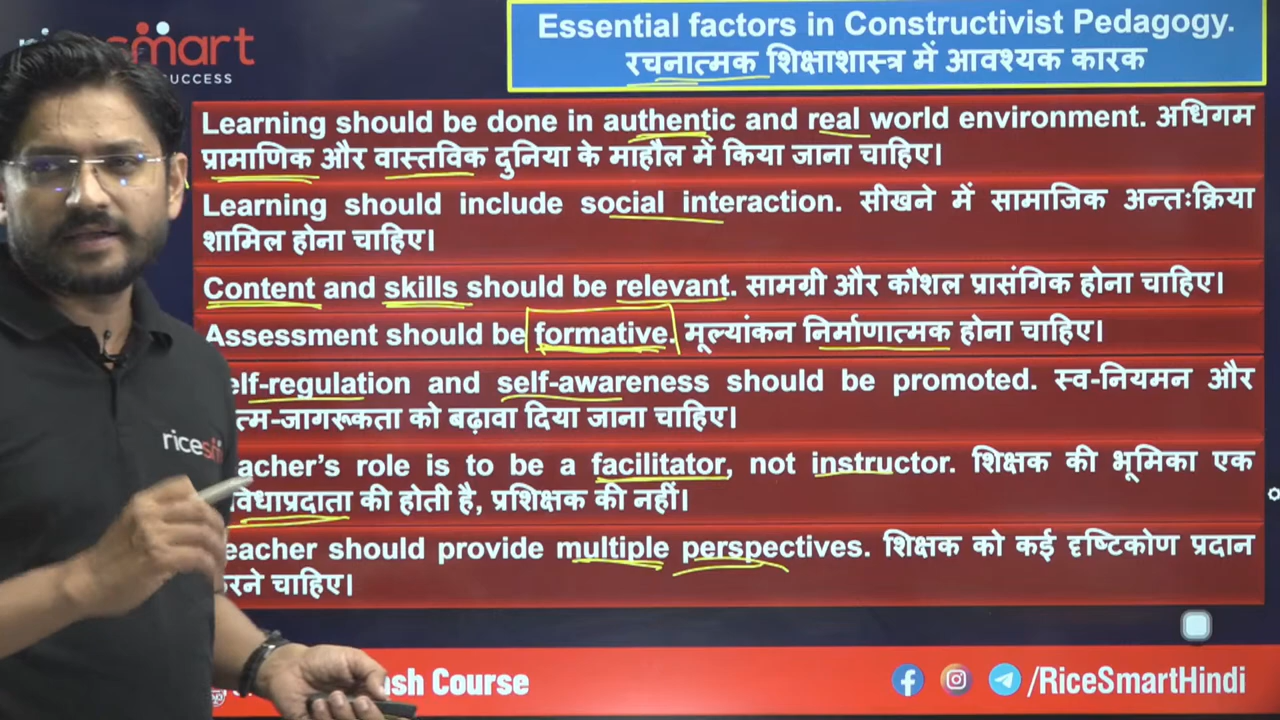 smart
UCCESS
Essential factors in Constructivist Pedagogy.
रचनात्मक शिक्षाशास्त्र में आवश्यक कारक
Learning should be done in authentic and real world environment. अधिगम
प्रामाणिक और वास्तविक दुनिया के माहौल में किया जाना चाहिए।
Learning should include social interaction. सीखने में सामाजिक अन्तःक्रिया
शामिल होना चाहिए।
Content and skills should be relevant. सामग्री और कौशल प्रासंगिक होना चाहिए।
Assessment should be formative. मूल्यांकन निर्माणात्मक होना चाहिए।
elf-regulation and self-awareness should be promoted. स्व-नियमन और
त्म-जागरूकता को बढ़ावा दिया जाना चाहिए।
acher's role is to be a facilitator, not instructor. शिक्षक की भूमिका एक
विधाप्रदाता की होती है, प्रशिक्षक की नहीं।
eacher should provide multiple perspectives. शिक्षक को कई दृष्टिकोण प्रदान
रने चाहिए।
ricesm
ash Course
/RiceSmartHindi